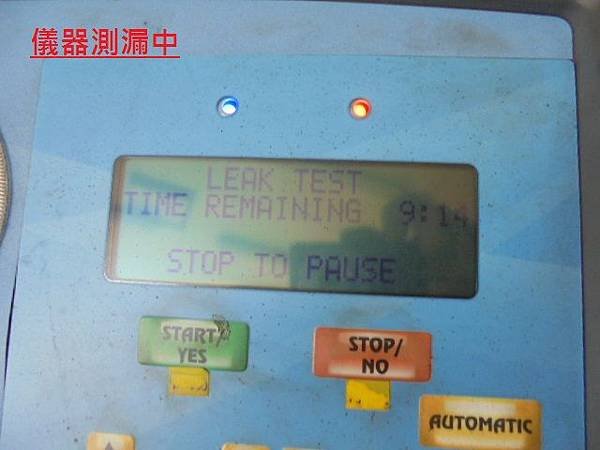 儀器測漏中
LEAK TEST
TIME REMAINING 9:14
STOP TO PAUSE
START/
YES
STOP/
NO
AUTOMATIC